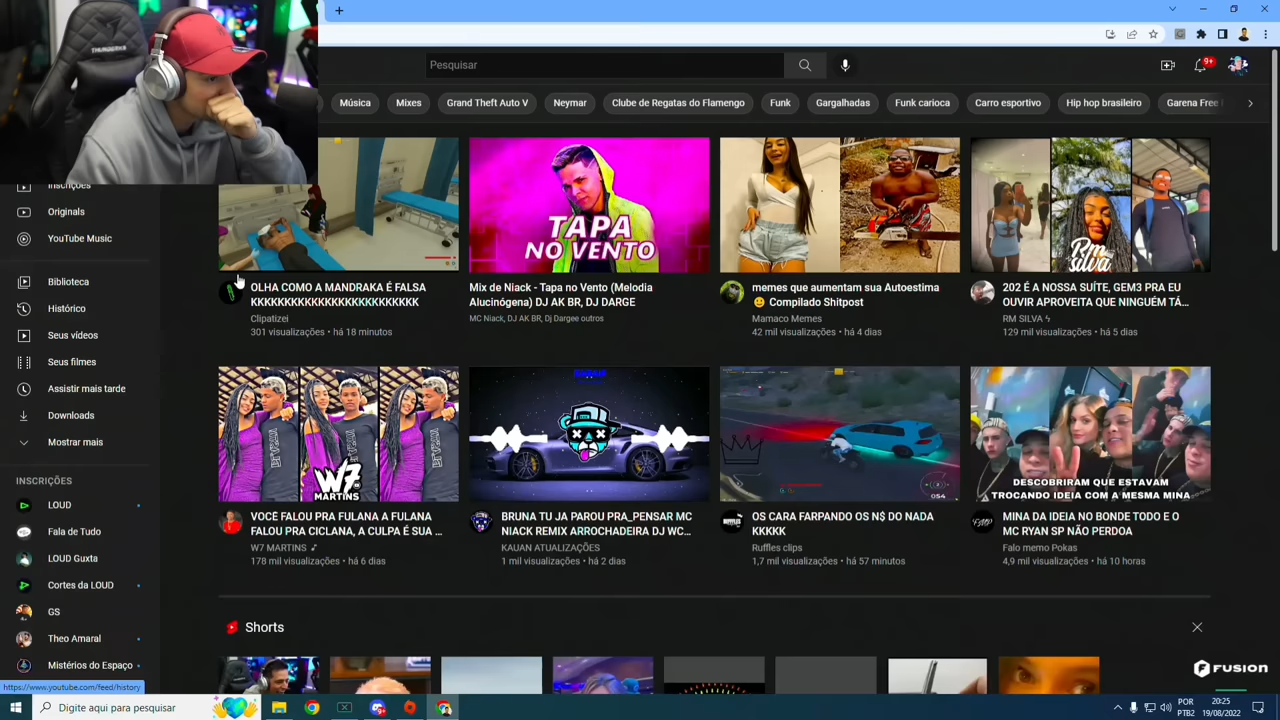 Pesquisar
9+
Música
Mixes
Grand Theft Auto V
Neymar
Clube de Regatas do Flamengo
Funk
Gargalhadas
Funk carioca
Carro esportivo
Hip hop brasileiro
Garena Free
Inscrições
Originals
YouTube Music
Biblioteca
Histórico
Seus vídeos
Seus filmes
Assistir mais tarde
Downloads
Mostrar mais
INSCRIÇÕES
LOUD
Fala de Tudo
LOUD Guxta
Cortes da LOUD
GS
Theo Amaral
Mistérios do Espaço
https://www.youtube.com/feed/history
OLHA COMO A MANDRAKA É FALSA
KKKKKKKKKKKKKKKKKKKKKKKKK
Clipatizei
301 visualizações • há 18 minutos
TAPA
NO VENTO
Mix de Niack - Tapa no Vento (Melodia
Alucinógena) DJ AK BR, DJ DARGE
MC Niack, DJ AK BR, Dj Dargee outros
memes que aumentam sua Autoestima
Compilado Shitpost
Mamaco Memes
42 mil visualizações • há 4 dias
RM
Silva
202 É A NOSSA SUÍTE, GEM3 PRA EU
OUVIR APROVEITA QUE NINGUÉM TÁ...
RM SILVA
129 mil visualizações • há 5 dias
W7
MARTINS
VOCÊ FALOU PRA FULANA A FULANA
FALOU PRA CICLANA, A CULPA É SUA ...
W7 MARTINS
178 mil visualizações • há 6 dias
BRUNA TU JA PAROU PRA_PENSAR MC
NIACK REMIX ARROCHADEIRA DJ WC...
KAUAN ATUALIZAÇÕES
1 mil visualizações • há 2 dias
054
OS CARA FARPANDO OS N$ DO NADA
KKKKK
Ruffles clips
1,7 mil visualizações • há 57 minutos
DESCOBRIRAM QUE ESTAVAM
TROCANDO IDEIA COM A MESMA MINA
MINA DA IDEIA NO BONDE TODO E O
MC RYAN SP NÃO PERDOA
Falo memo Pokas
4,9 mil visualizações • há 10 horas
Shorts
FUSION
Digite aqui para pesquisar
POR
PTB2
20:25
19/08/2022